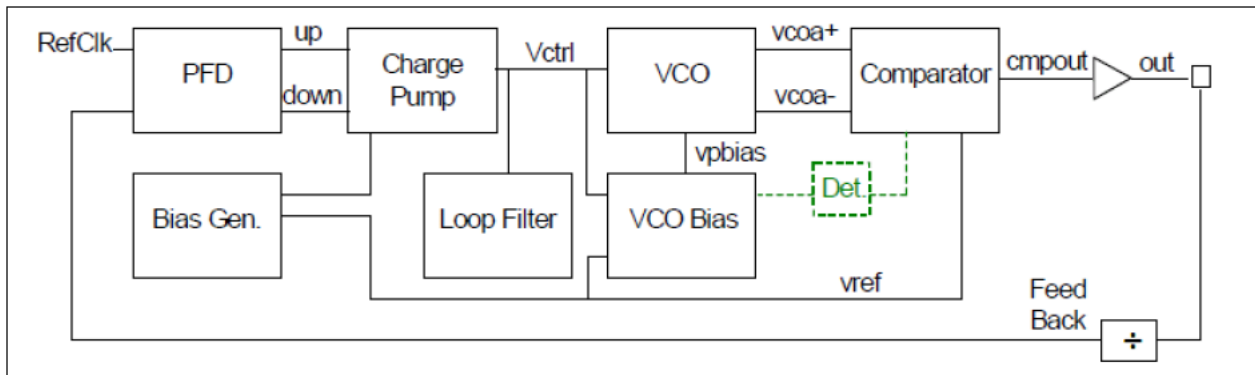 RefClk
PFD
up
down
Charge
Pump
Vctrl
VCO
vcoa+
vcoa-
Comparator
cmpout
out
vpbias
Det.
Bias Gen.
Loop Filter
VCO Bias
vref
Feed
Back
÷